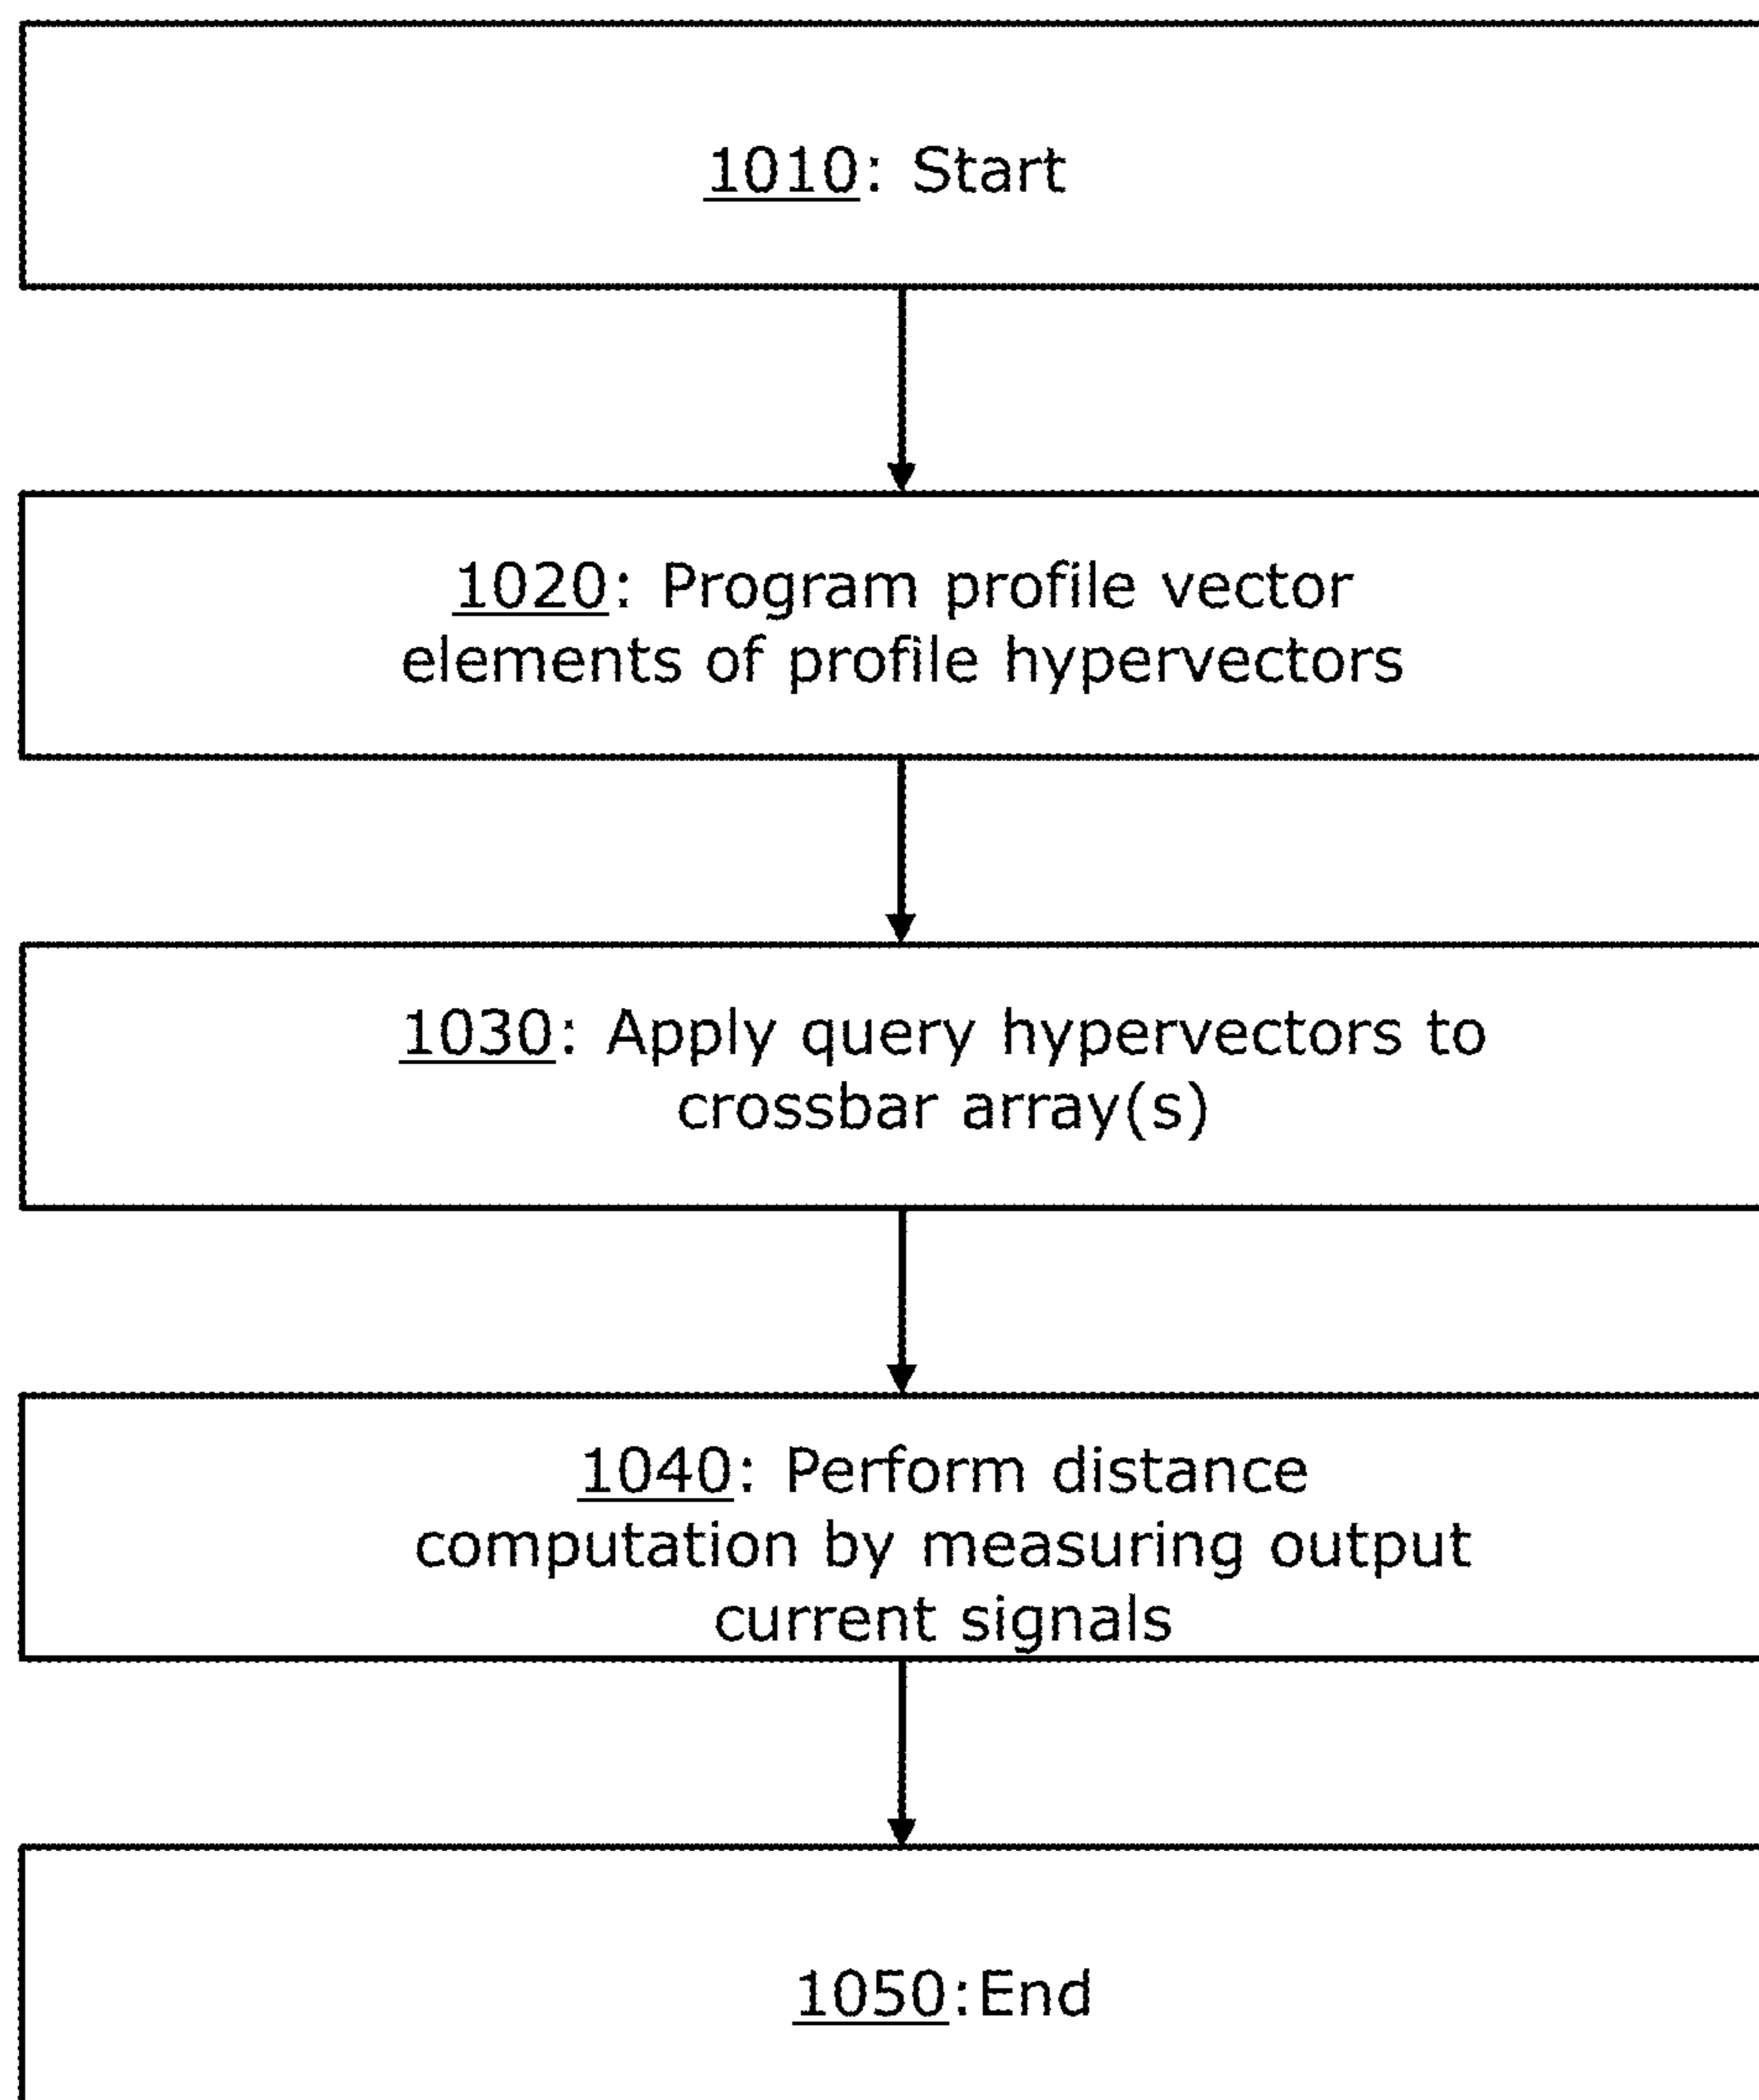 1010: Start
1020: Program profile vector
elements of profile hypervectors
1030: Apply query hypervectors to
crossbar array(s)
1040: Perform distance
computation by measuring output
current signals
1050:End